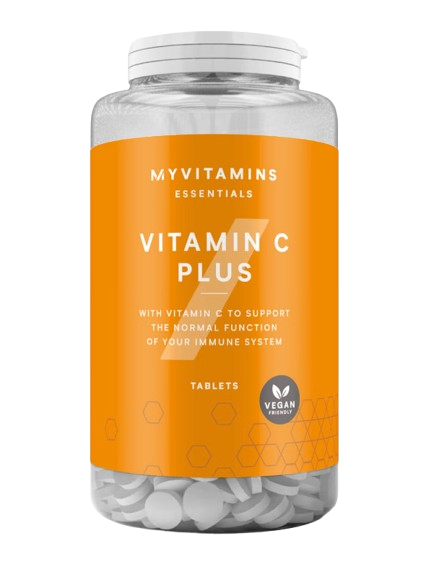 MYVITAMINS
ESSENTIALS
VITAMIN C
PLUS
WITH VITAMIN C TO SUPPORT
THE NORMAL FUNCTION
OF YOUR IMMUNE SYSTEM
TABLETS
VEGAN
FRIENDLY